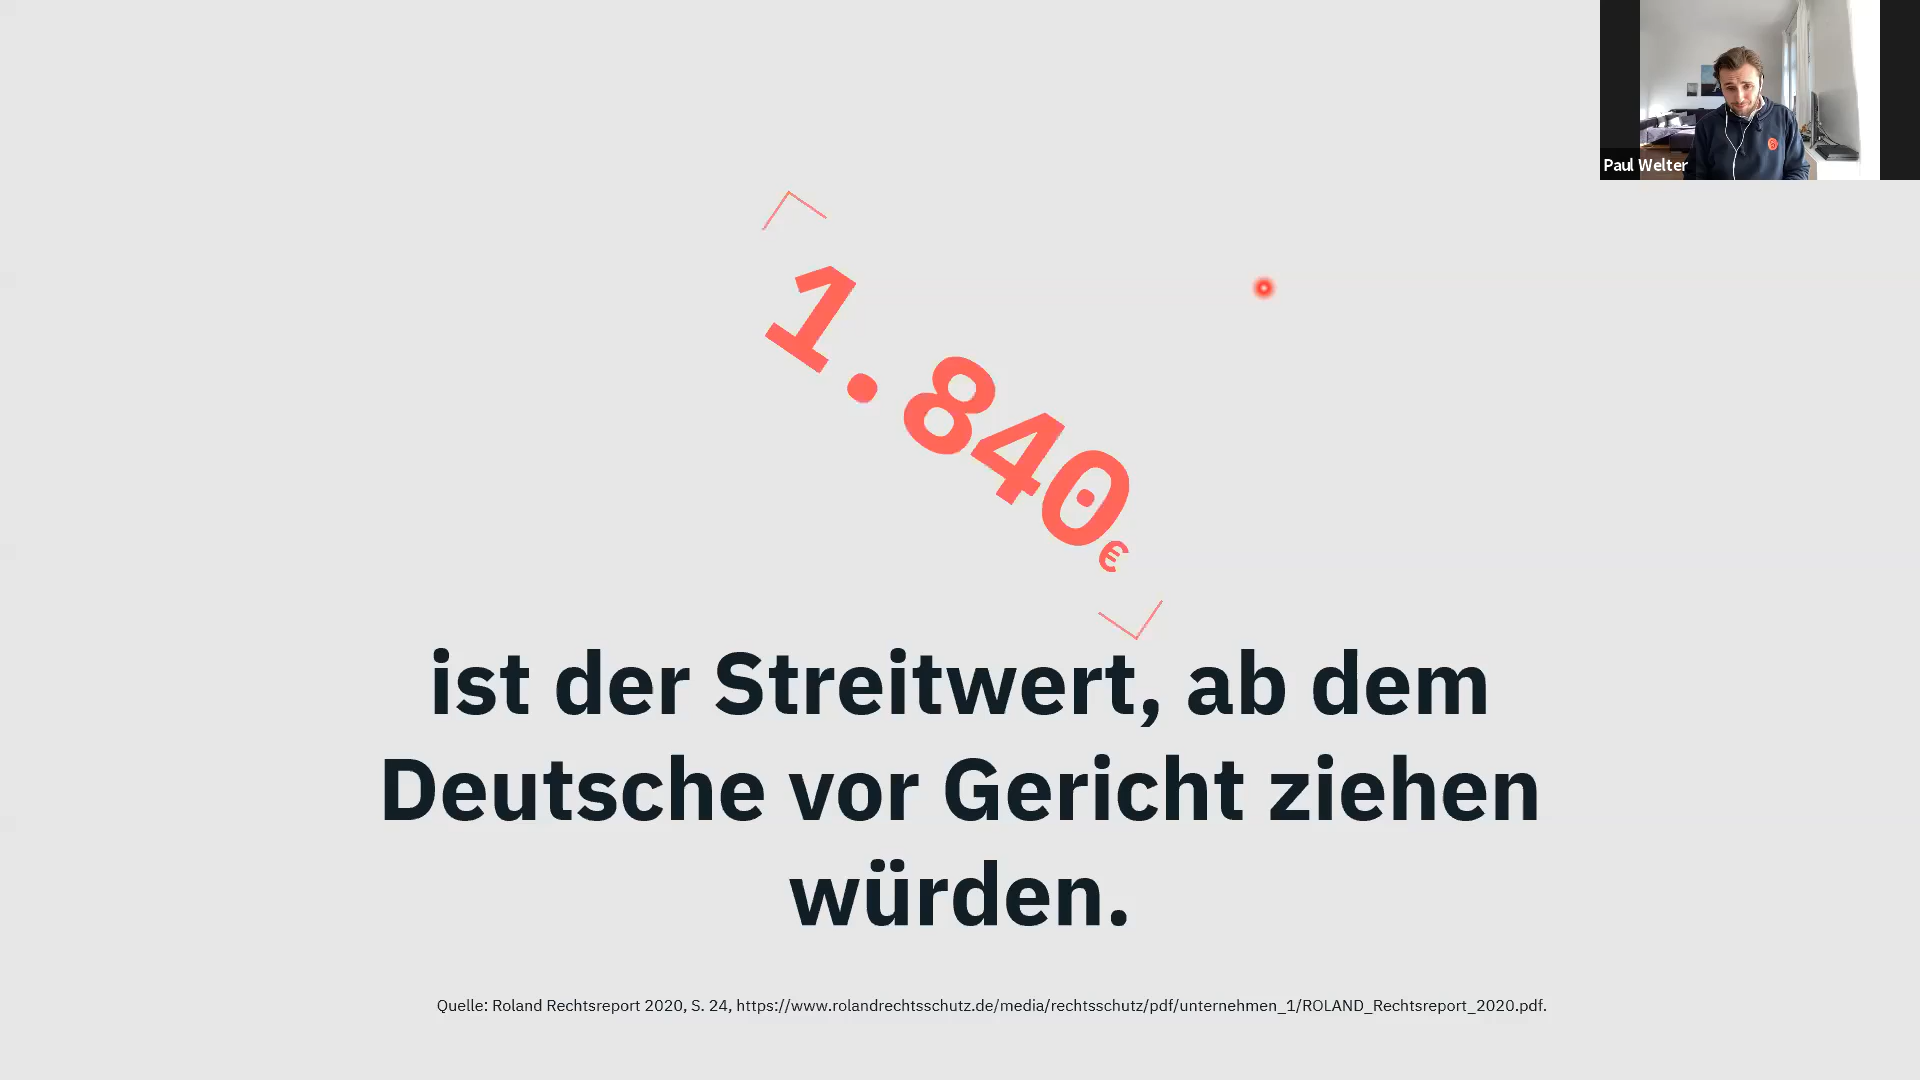 Paul Welter
1.840€
ist der Streitwert, ab dem
Deutsche vor Gericht ziehen
würden.
Quelle: Roland Rechtsreport 2020, S. 24, https://www.rolandrechtsschutz.de/media/rechtsschutz/pdf/unternehmen_1/ROLAND_Rechtsreport_2020.pdf.